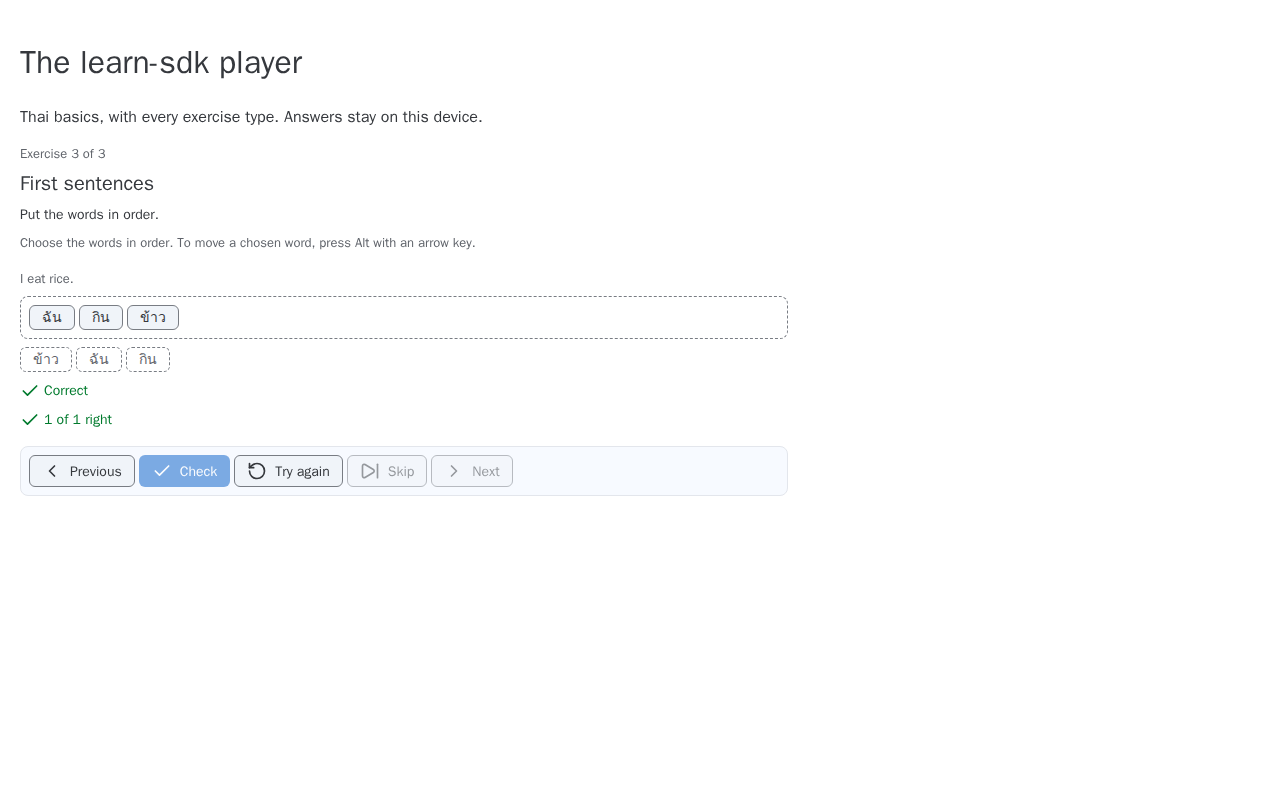 The learn-sdk player
Thai basics, with every exercise type. Answers stay on this device.
Exercise 3 of 3
First sentences
Put the words in order.
Choose the words in order. To move a chosen word, press Alt with an arrow key.
I eat rice.
ฉัน กิน ข้าว
ข้าว ฉัน กิน
Correct
1 of 1 right
Previous Check Try again Skip Next